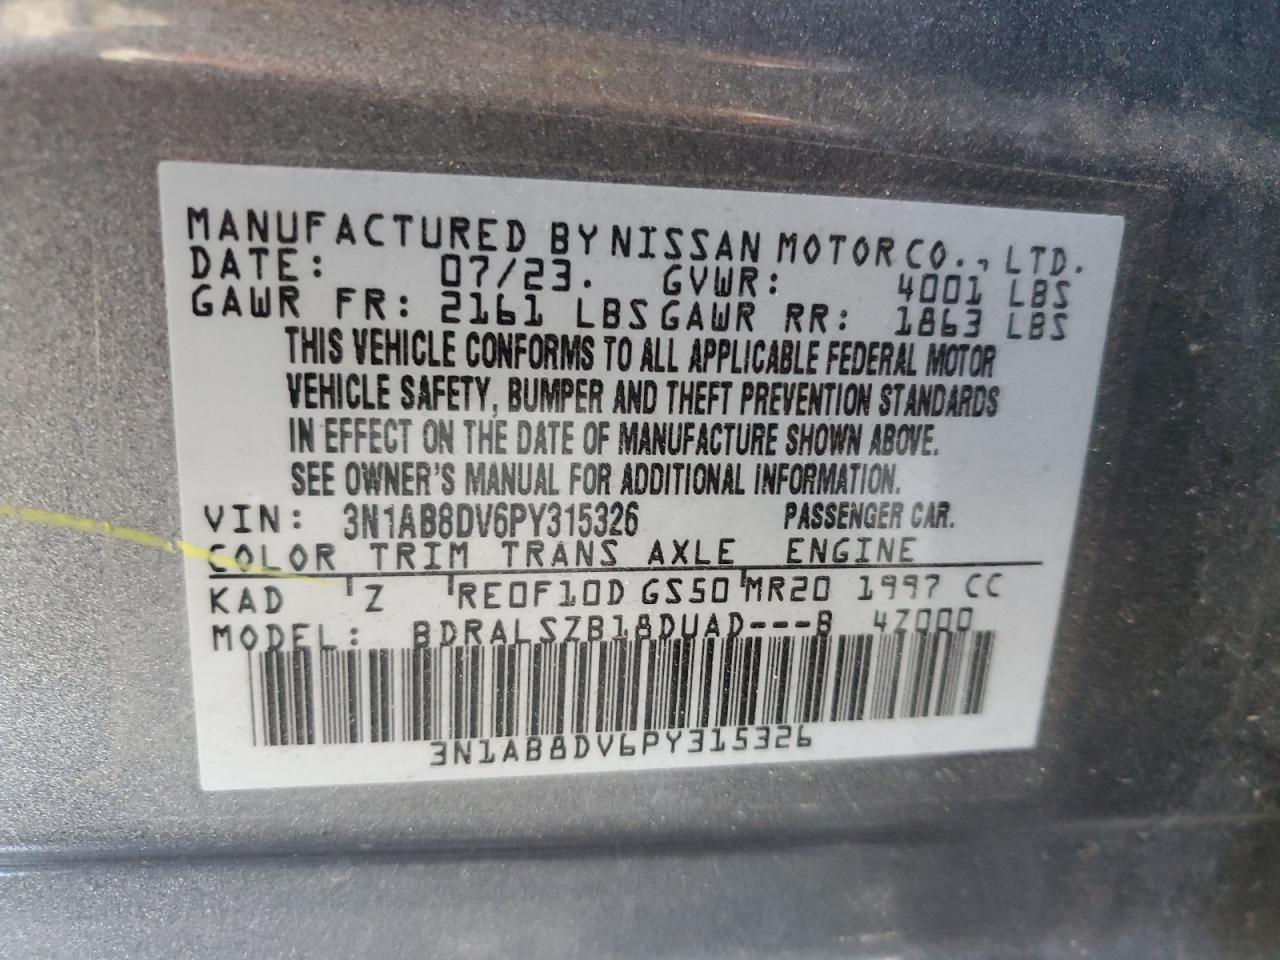 MANUFACTURED BY NISSAN MOTOR CO., LTD.
DATE: 07/23. GVWR: 4001 LBS
GAWR FR: 2161 LBS GAWR RR: 1863 LBS
THIS VEHICLE CONFORMS TO ALL APPLICABLE FEDERAL MOTOR
VEHICLE SAFETY, BUMPER AND THEFT PREVENTION STANDARDS
IN EFFECT ON THE DATE OF MANUFACTURE SHOWN ABOVE.
SEE OWNER'S MANUAL FOR ADDITIONAL INFORMATION.
VIN: 3N1AB8DV6PY315326 PASSENGER CAR.
COLOR TRIM TRANS AXLE ENGINE
KAD Z RE0F10D GS50 MR20 1997 CC
MODEL: BDRALSZB18DUAD---B 4Z000
3N1AB8DV6PY315326